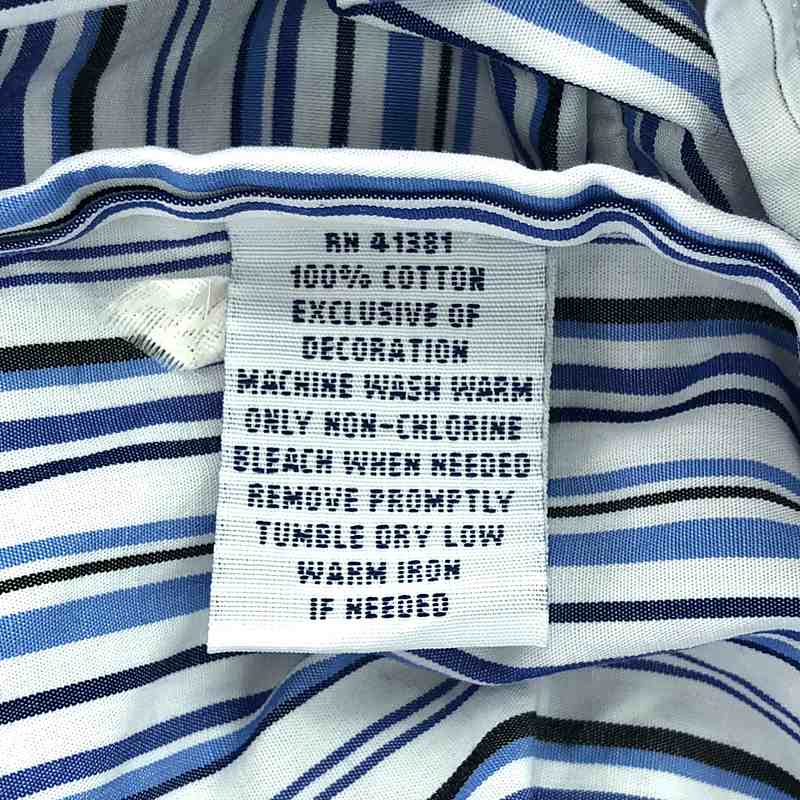 RN 41381
100% COTTON
EXCLUSIVE OF
DECORATION
MACHINE WASH WARM
ONLY NON-CHLORINE
BLEACH WHEN NEEDED
REMOVE PROMPTLY
TUMBLE DRY LOW
WARM IRON
IF NEEDED